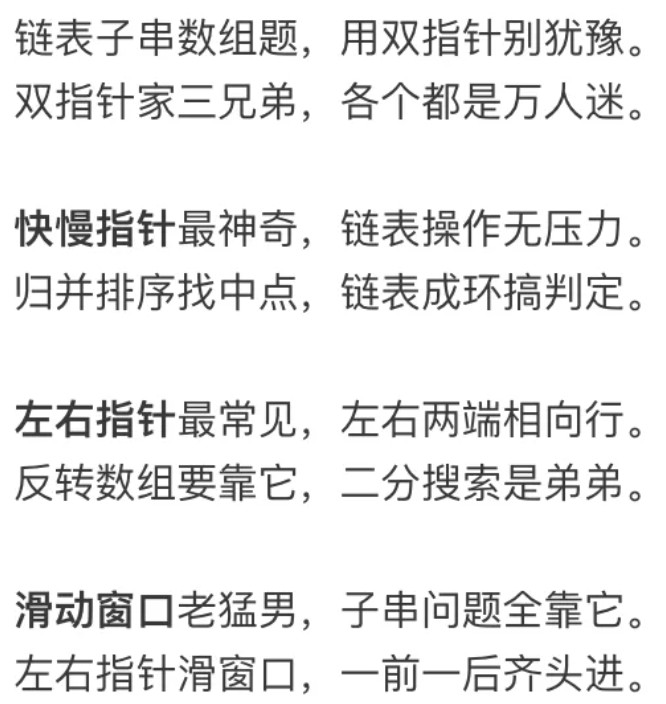 链表子串数组题，用双指针别犹豫。
双指针家三兄弟，各个都是万人迷。
快慢指针最神奇，链表操作无压力。
归并排序找中点，链表成环搞判定。
左右指针最常见，左右两端相向行。
反转数组要靠它，二分搜索是弟弟。
滑动窗口老猛男，子串问题全靠它。
左右指针滑窗口，一前一后齐头进。